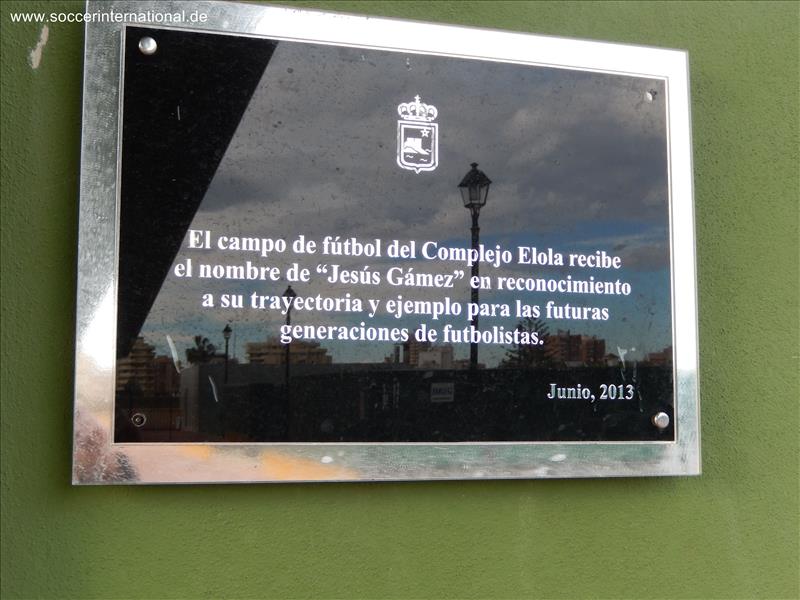 www.soccerinternational.de
El campo de fútbol del Complejo Elola recibe
el nombre de “Jesús Gámez” en reconocimiento
a su trayectoria y ejemplo para las futuras
generaciones de futbolistas.
Junio, 2013